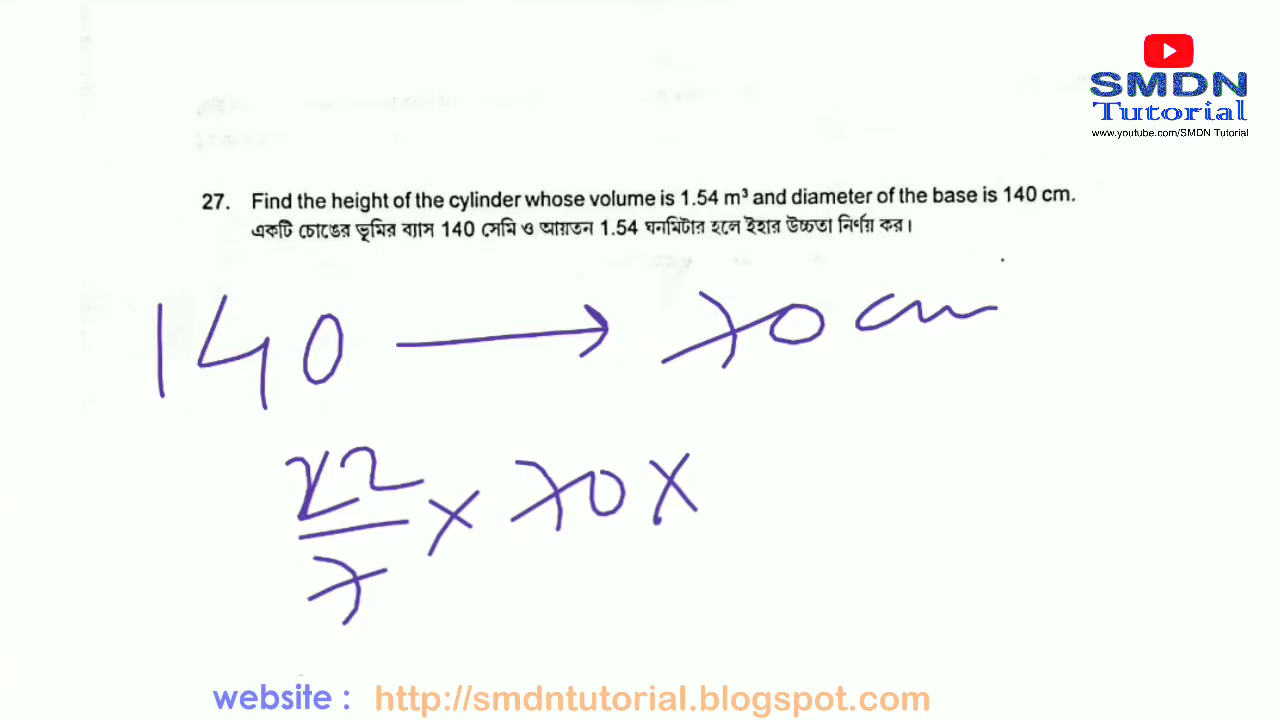 SMDN
Tutorial
www.youtube.com/SMDN Tutorial
27. Find the height of the cylinder whose volume is 1.54 m³ and diameter of the base is 140 cm.
একটি চোঙের ভূমির ব্যাস 140 সেমি ও আয়তন 1.54 ঘনমিটার হলে ইহার উচ্চতা নির্ণয় কর।
140 → 70 cm
22/7 × 70 ×
website : http://smdntutorial.blogspot.com